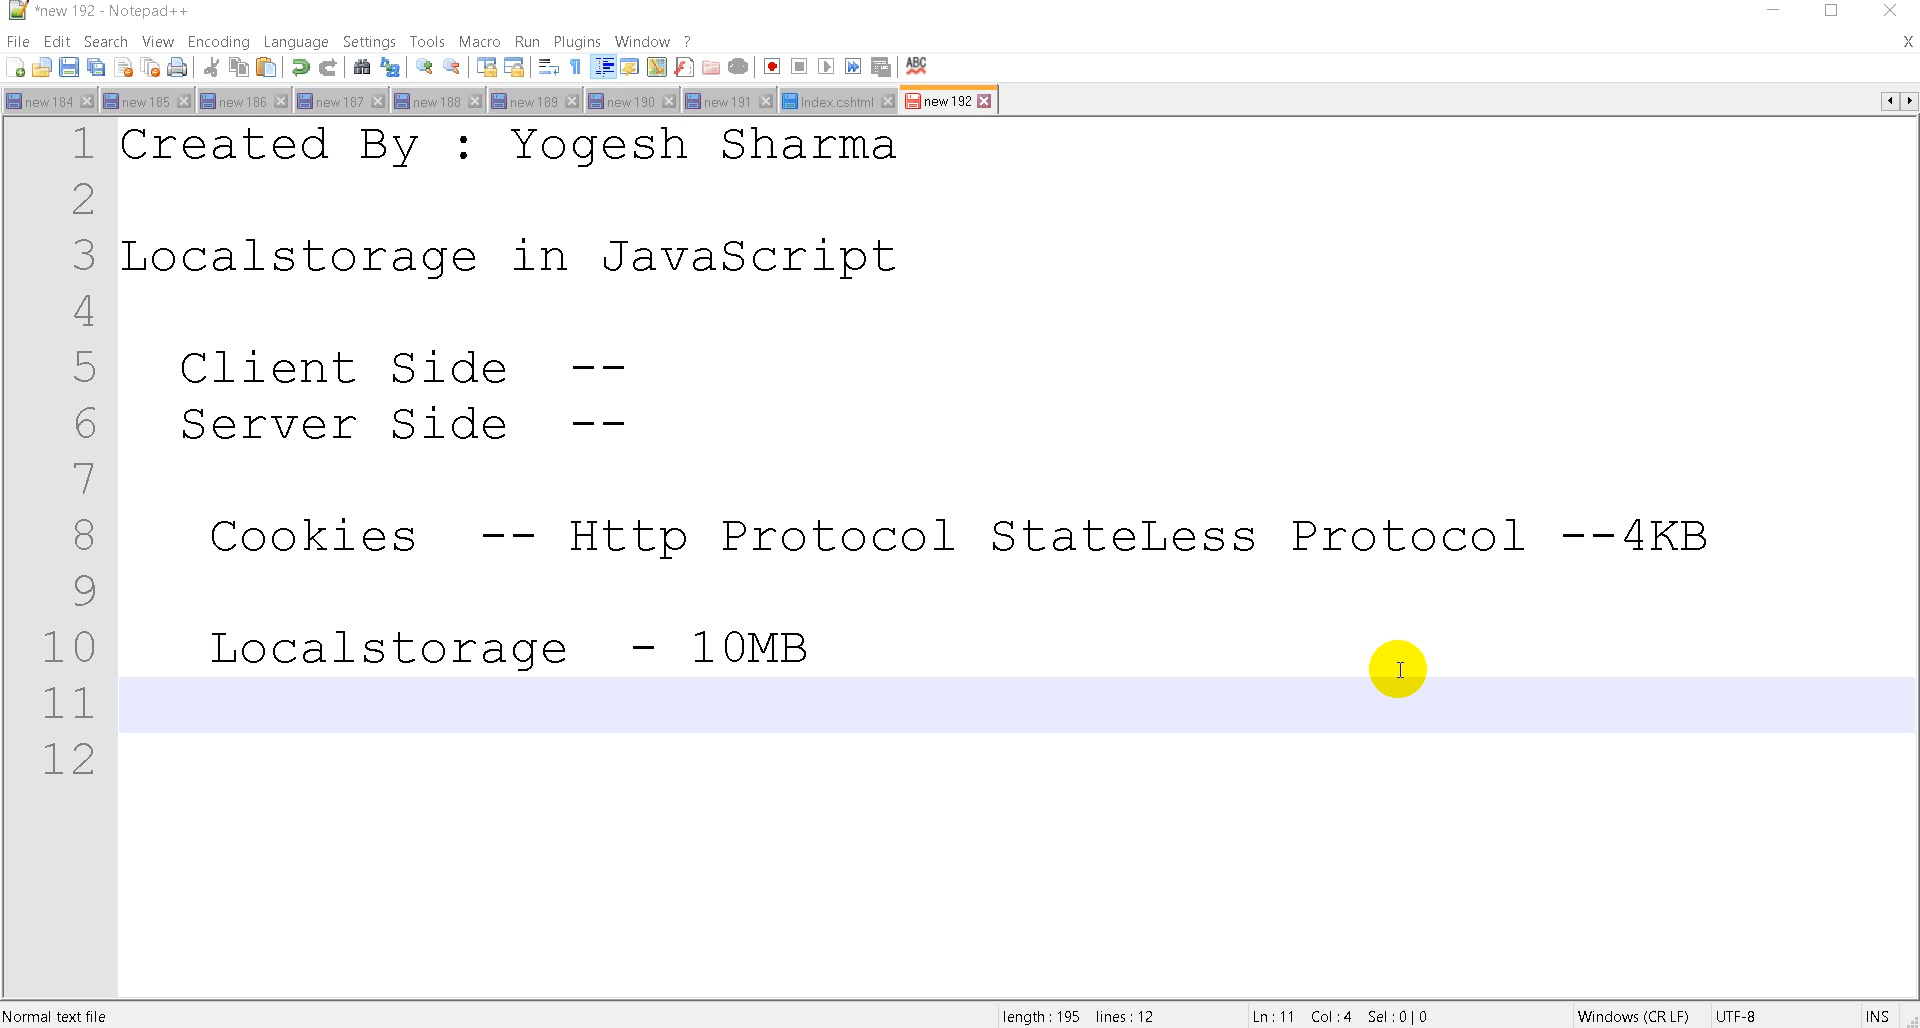 *new 192 - Notepad++
File Edit Search View Encoding Language Settings Tools Macro Run Plugins Window ? X
ABC
new 184 new 185 new 186 new 187 new 188 new 189 new 190 new 191 Index.cshtml new 192
1 Created By : Yogesh Sharma
2
3 Localstorage in JavaScript
4
5 Client Side --
6 Server Side --
7
8 Cookies -- Http Protocol StateLess Protocol --4KB
9
10 Localstorage - 10MB
11
12
Normal text file length : 195 lines : 12 Ln : 11 Col : 4 Sel : 0 | 0 Windows (CR LF) UTF-8 INS